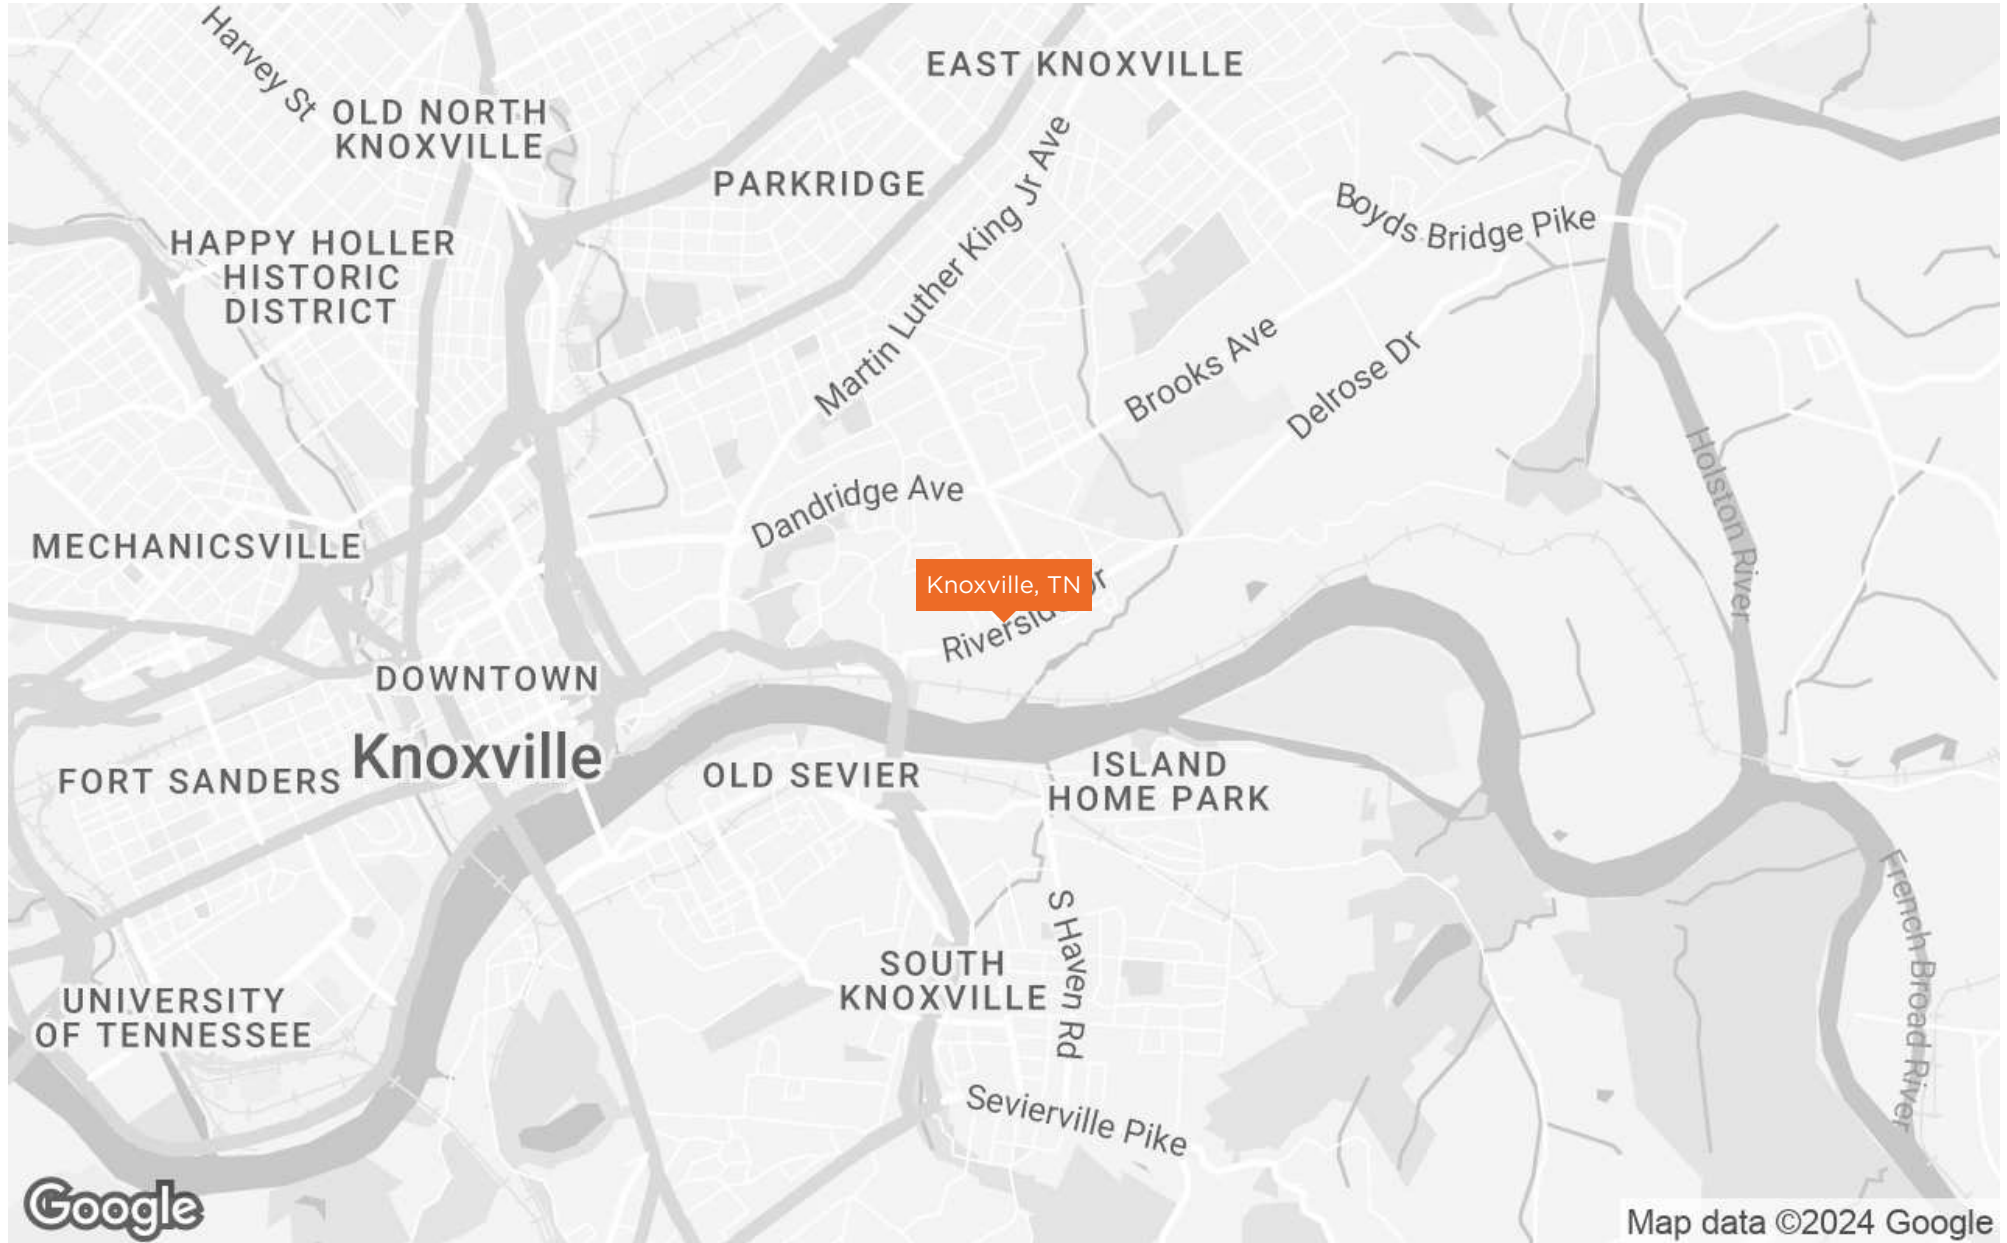 Harvey St
EAST KNOXVILLE
OLD NORTH
KNOXVILLE
PARKRIDGE
Martin Luther King Jr Ave
Boyds Bridge Pike
HAPPY HOLLER
HISTORIC
DISTRICT
Brooks Ave
Delrose Dr
Holston River
Dandridge Ave
MECHANICSVILLE
Knoxville, TN
Riverside Dr
DOWNTOWN
Knoxville
FORT SANDERS
OLD SEVIER
ISLAND
HOME PARK
French Broad River
S Haven Rd
SOUTH
KNOXVILLE
UNIVERSITY
OF TENNESSEE
Sevierville Pike
Google
Map data ©2024 Google